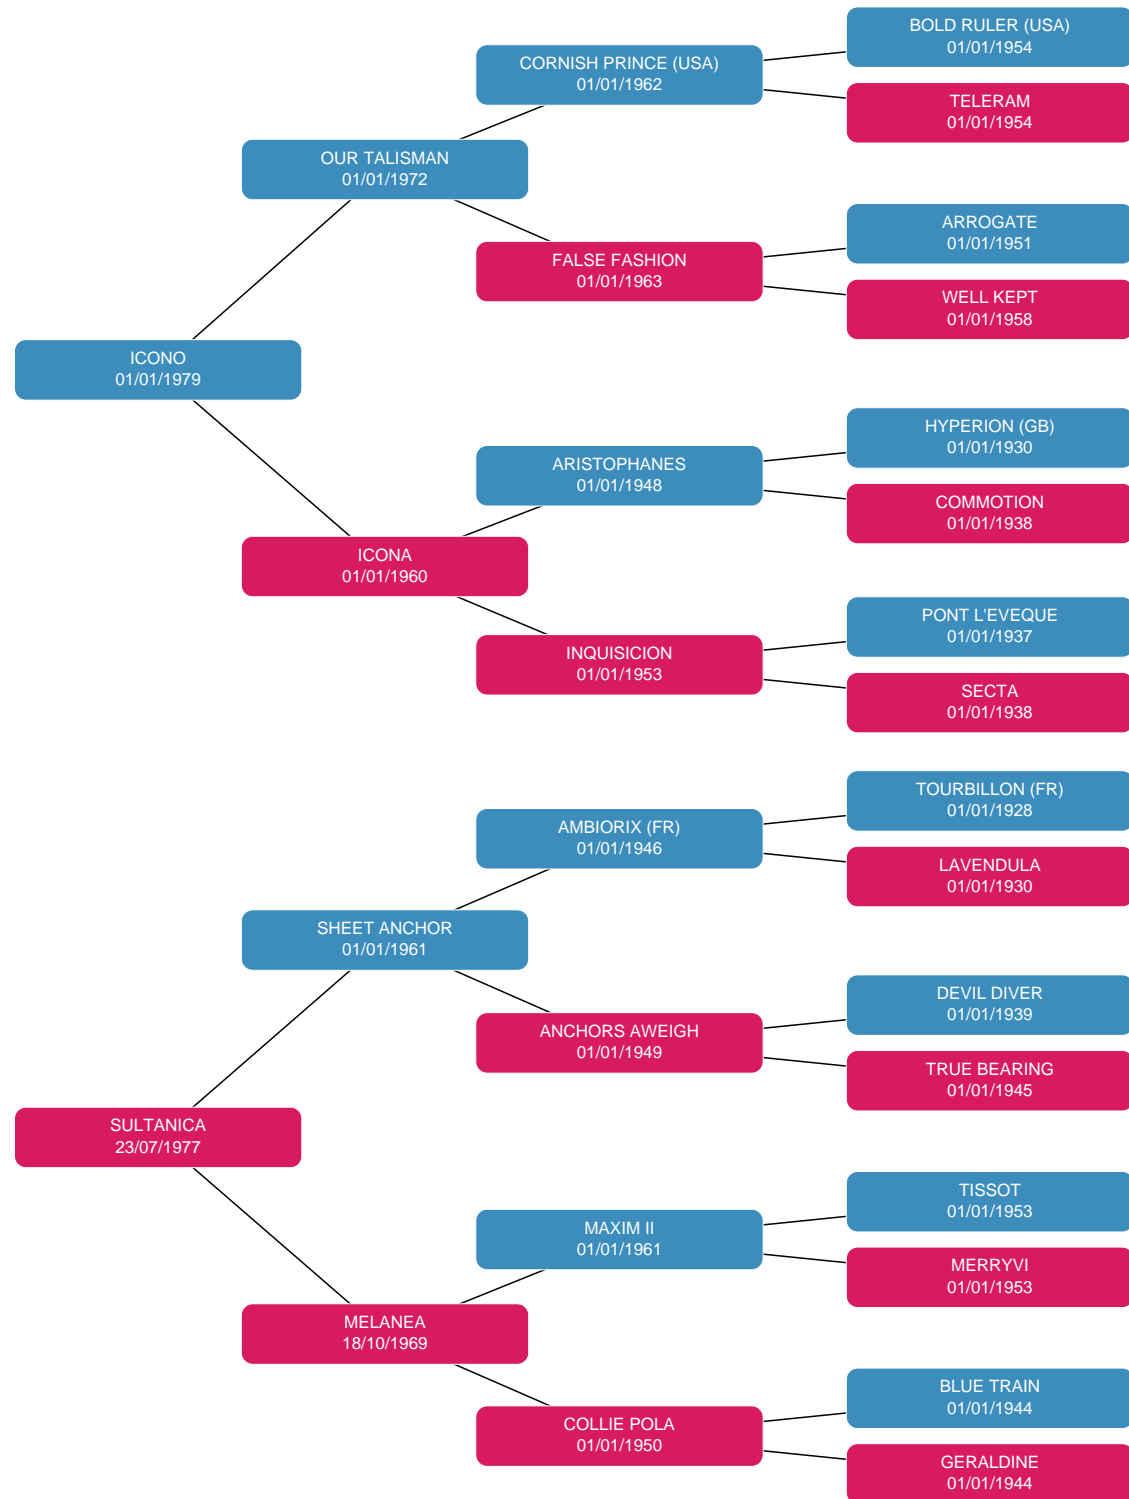 BOLD RULER (USA)
01/01/1954
CORNISH PRINCE (USA)
01/01/1962
TELERAM
01/01/1954
OUR TALISMAN
01/01/1972
ARROGATE
01/01/1951
FALSE FASHION
01/01/1963
WELL KEPT
01/01/1958
ICONO
01/01/1979
HYPERION (GB)
01/01/1930
ARISTOPHANES
01/01/1948
COMMOTION
01/01/1938
ICONA
01/01/1960
PONT L'EVEQUE
01/01/1937
INQUISICION
01/01/1953
SECTA
01/01/1938
TOURBILLON (FR)
01/01/1928
AMBIORIX (FR)
01/01/1946
LAVENDULA
01/01/1930
SHEET ANCHOR
01/01/1961
DEVIL DIVER
01/01/1939
ANCHORS AWEIGH
01/01/1949
TRUE BEARING
01/01/1945
SULTANICA
23/07/1977
TISSOT
01/01/1953
MAXIM II
01/01/1961
MERRYVI
01/01/1953
MELANEA
18/10/1969
BLUE TRAIN
01/01/1944
COLLIE POLA
01/01/1950
GERALDINE
01/01/1944